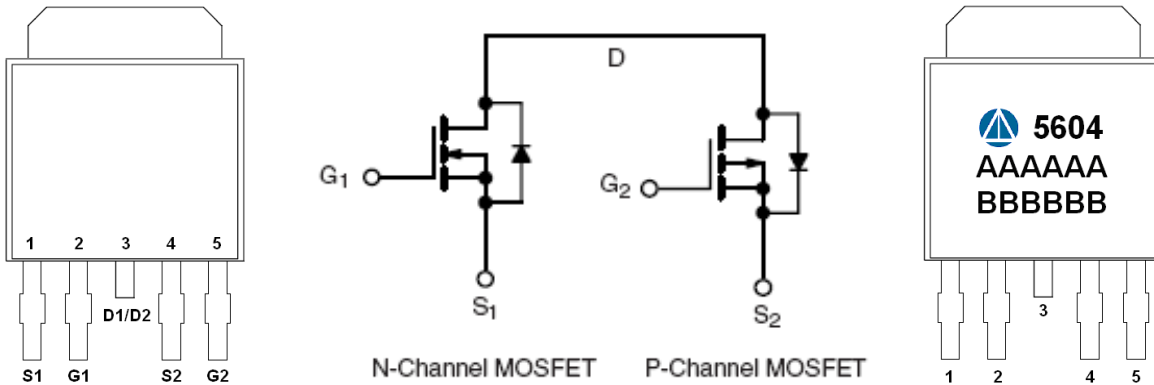 1 2 3 4 5
D1/D2
S1 G1 S2 G2
D
G1
S1
G2
S2
N-Channel MOSFET
P-Channel MOSFET
5604
AAAAAA
BBBBBB
3
1 2 4 5